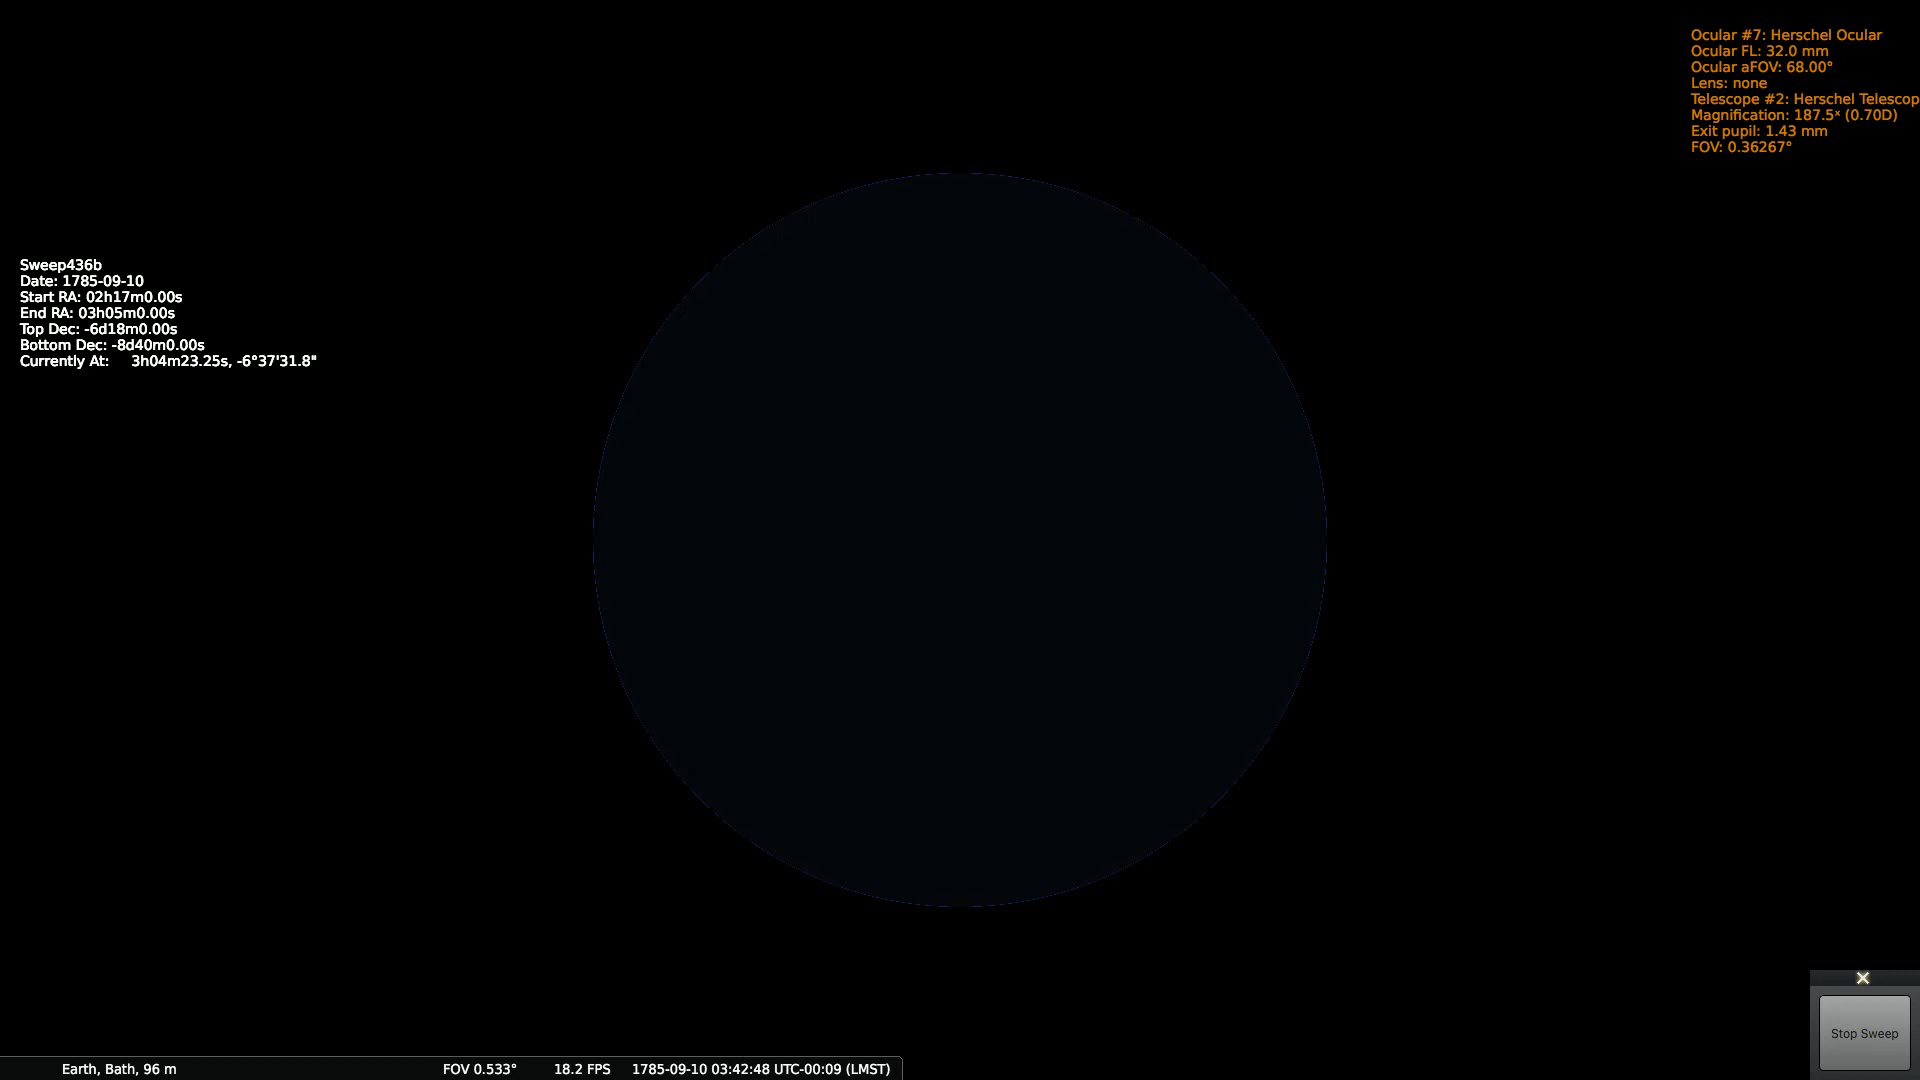 Ocular #7: Herschel Ocular
Ocular FL: 32.0 mm
Ocular aFOV: 68.00°
Lens: none
Telescope #2: Herschel Telescop
Magnification: 187.5ˣ (0.70D)
Exit pupil: 1.43 mm
FOV: 0.36267°
Sweep436b
Date: 1785-09-10
Start RA: 02h17m0.00s
End RA: 03h05m0.00s
Top Dec: -6d18m0.00s
Bottom Dec: -8d40m0.00s
Currently At: 3h04m23.25s, -6°37'31.8"
Stop Sweep
Earth, Bath, 96 m FOV 0.533° 18.2 FPS 1785-09-10 03:42:48 UTC-00:09 (LMST)